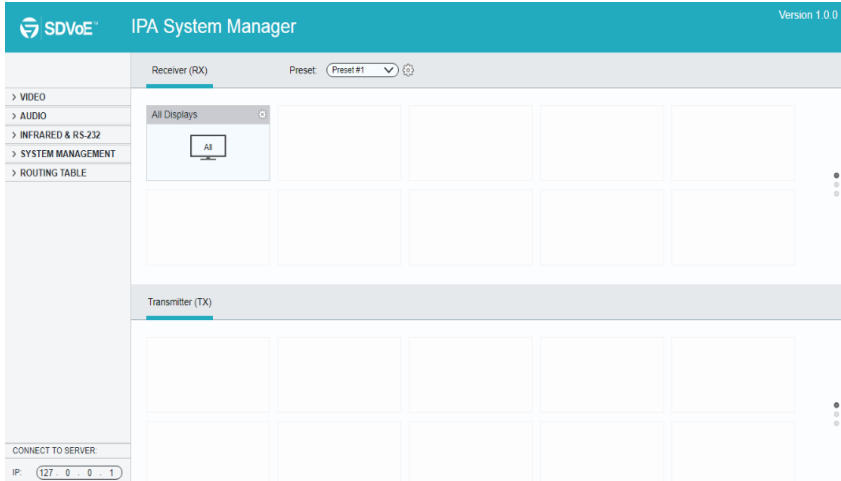 SDVoE™
IPA System Manager
Version 1.0.0
Receiver (RX)
Preset: Preset #1
> VIDEO
> AUDIO
> INFRARED & RS-232
> SYSTEM MANAGEMENT
> ROUTING TABLE
All Displays
All
Transmitter (TX)
CONNECT TO SERVER:
IP: 127 . 0 . 0 . 1